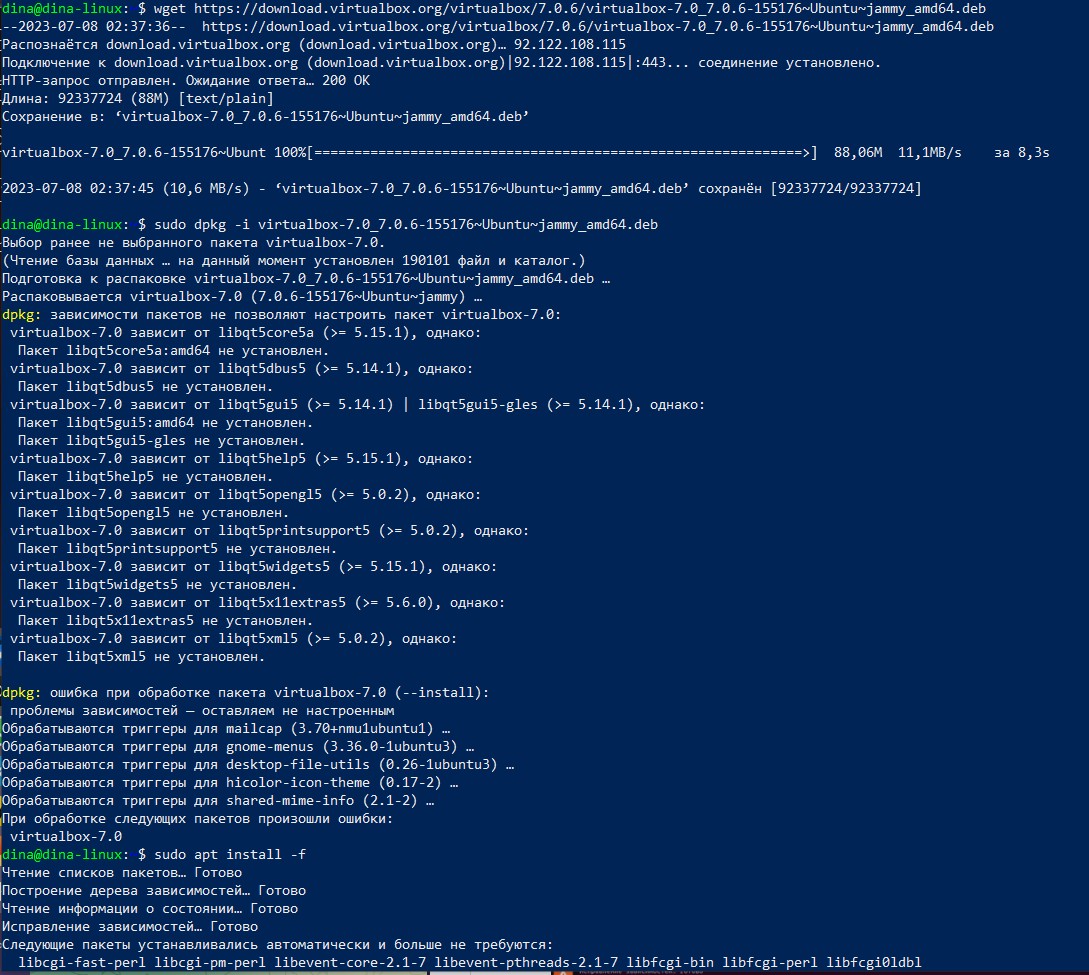 dina@dina-linux: $ wget https://download.virtualbox.org/virtualbox/7.0.6/virtualbox-7.0_7.0.6-155176~Ubuntu~jammy_amd64.deb
--2023-07-08 02:37:36--  https://download.virtualbox.org/virtualbox/7.0.6/virtualbox-7.0_7.0.6-155176~Ubuntu~jammy_amd64.deb
Распознаётся download.virtualbox.org (download.virtualbox.org)… 92.122.108.115
Подключение к download.virtualbox.org (download.virtualbox.org)|92.122.108.115|:443... соединение установлено.
HTTP-запрос отправлен. Ожидание ответа… 200 OK
Длина: 92337724 (88M) [text/plain]
Сохранение в: ‘virtualbox-7.0_7.0.6-155176~Ubuntu~jammy_amd64.deb’
virtualbox-7.0_7.0.6-155176~Ubunt 100%[=============================================================>]  88,06M  11,1MB/s    за 8,3s
2023-07-08 02:37:45 (10,6 MB/s) - ‘virtualbox-7.0_7.0.6-155176~Ubuntu~jammy_amd64.deb’ сохранён [92337724/92337724]
dina@dina-linux: $ sudo dpkg -i virtualbox-7.0_7.0.6-155176~Ubuntu~jammy_amd64.deb
Выбор ранее не выбранного пакета virtualbox-7.0.
(Чтение базы данных … на данный момент установлен 190101 файл и каталог.)
Подготовка к распаковке virtualbox-7.0_7.0.6-155176~Ubuntu~jammy_amd64.deb …
Распаковывается virtualbox-7.0 (7.0.6-155176~Ubuntu~jammy) …
dpkg: зависимости пакетов не позволяют настроить пакет virtualbox-7.0:
virtualbox-7.0 зависит от libqt5core5a (>= 5.15.1), однако:
Пакет libqt5core5a:amd64 не установлен.
virtualbox-7.0 зависит от libqt5dbus5 (>= 5.14.1), однако:
Пакет libqt5dbus5 не установлен.
virtualbox-7.0 зависит от libqt5gui5 (>= 5.14.1) | libqt5gui5-gles (>= 5.14.1), однако:
Пакет libqt5gui5:amd64 не установлен.
Пакет libqt5gui5-gles не установлен.
virtualbox-7.0 зависит от libqt5help5 (>= 5.15.1), однако:
Пакет libqt5help5 не установлен.
virtualbox-7.0 зависит от libqt5opengl5 (>= 5.0.2), однако:
Пакет libqt5opengl5 не установлен.
virtualbox-7.0 зависит от libqt5printsupport5 (>= 5.0.2), однако:
Пакет libqt5printsupport5 не установлен.
virtualbox-7.0 зависит от libqt5widgets5 (>= 5.15.1), однако:
Пакет libqt5widgets5 не установлен.
virtualbox-7.0 зависит от libqt5x11extras5 (>= 5.6.0), однако:
Пакет libqt5x11extras5 не установлен.
virtualbox-7.0 зависит от libqt5xml5 (>= 5.0.2), однако:
Пакет libqt5xml5 не установлен.
dpkg: ошибка при обработке пакета virtualbox-7.0 (--install):
проблемы зависимостей — оставляем не настроенным
Обрабатываются триггеры для mailcap (3.70+nmu1ubuntu1) …
Обрабатываются триггеры для gnome-menus (3.36.0-1ubuntu3) …
Обрабатываются триггеры для desktop-file-utils (0.26-1ubuntu3) …
Обрабатываются триггеры для hicolor-icon-theme (0.17-2) …
Обрабатываются триггеры для shared-mime-info (2.1-2) …
При обработке следующих пакетов произошли ошибки:
virtualbox-7.0
dina@dina-linux: $ sudo apt install -f
Чтение списков пакетов… Готово
Построение дерева зависимостей… Готово
Чтение информации о состоянии… Готово
Исправление зависимостей… Готово
Следующие пакеты устанавливались автоматически и больше не требуются:
libcgi-fast-perl libcgi-pm-perl libevent-core-2.1-7 libevent-pthreads-2.1-7 libfcgi-bin libfcgi-perl libfcgi0ldbl